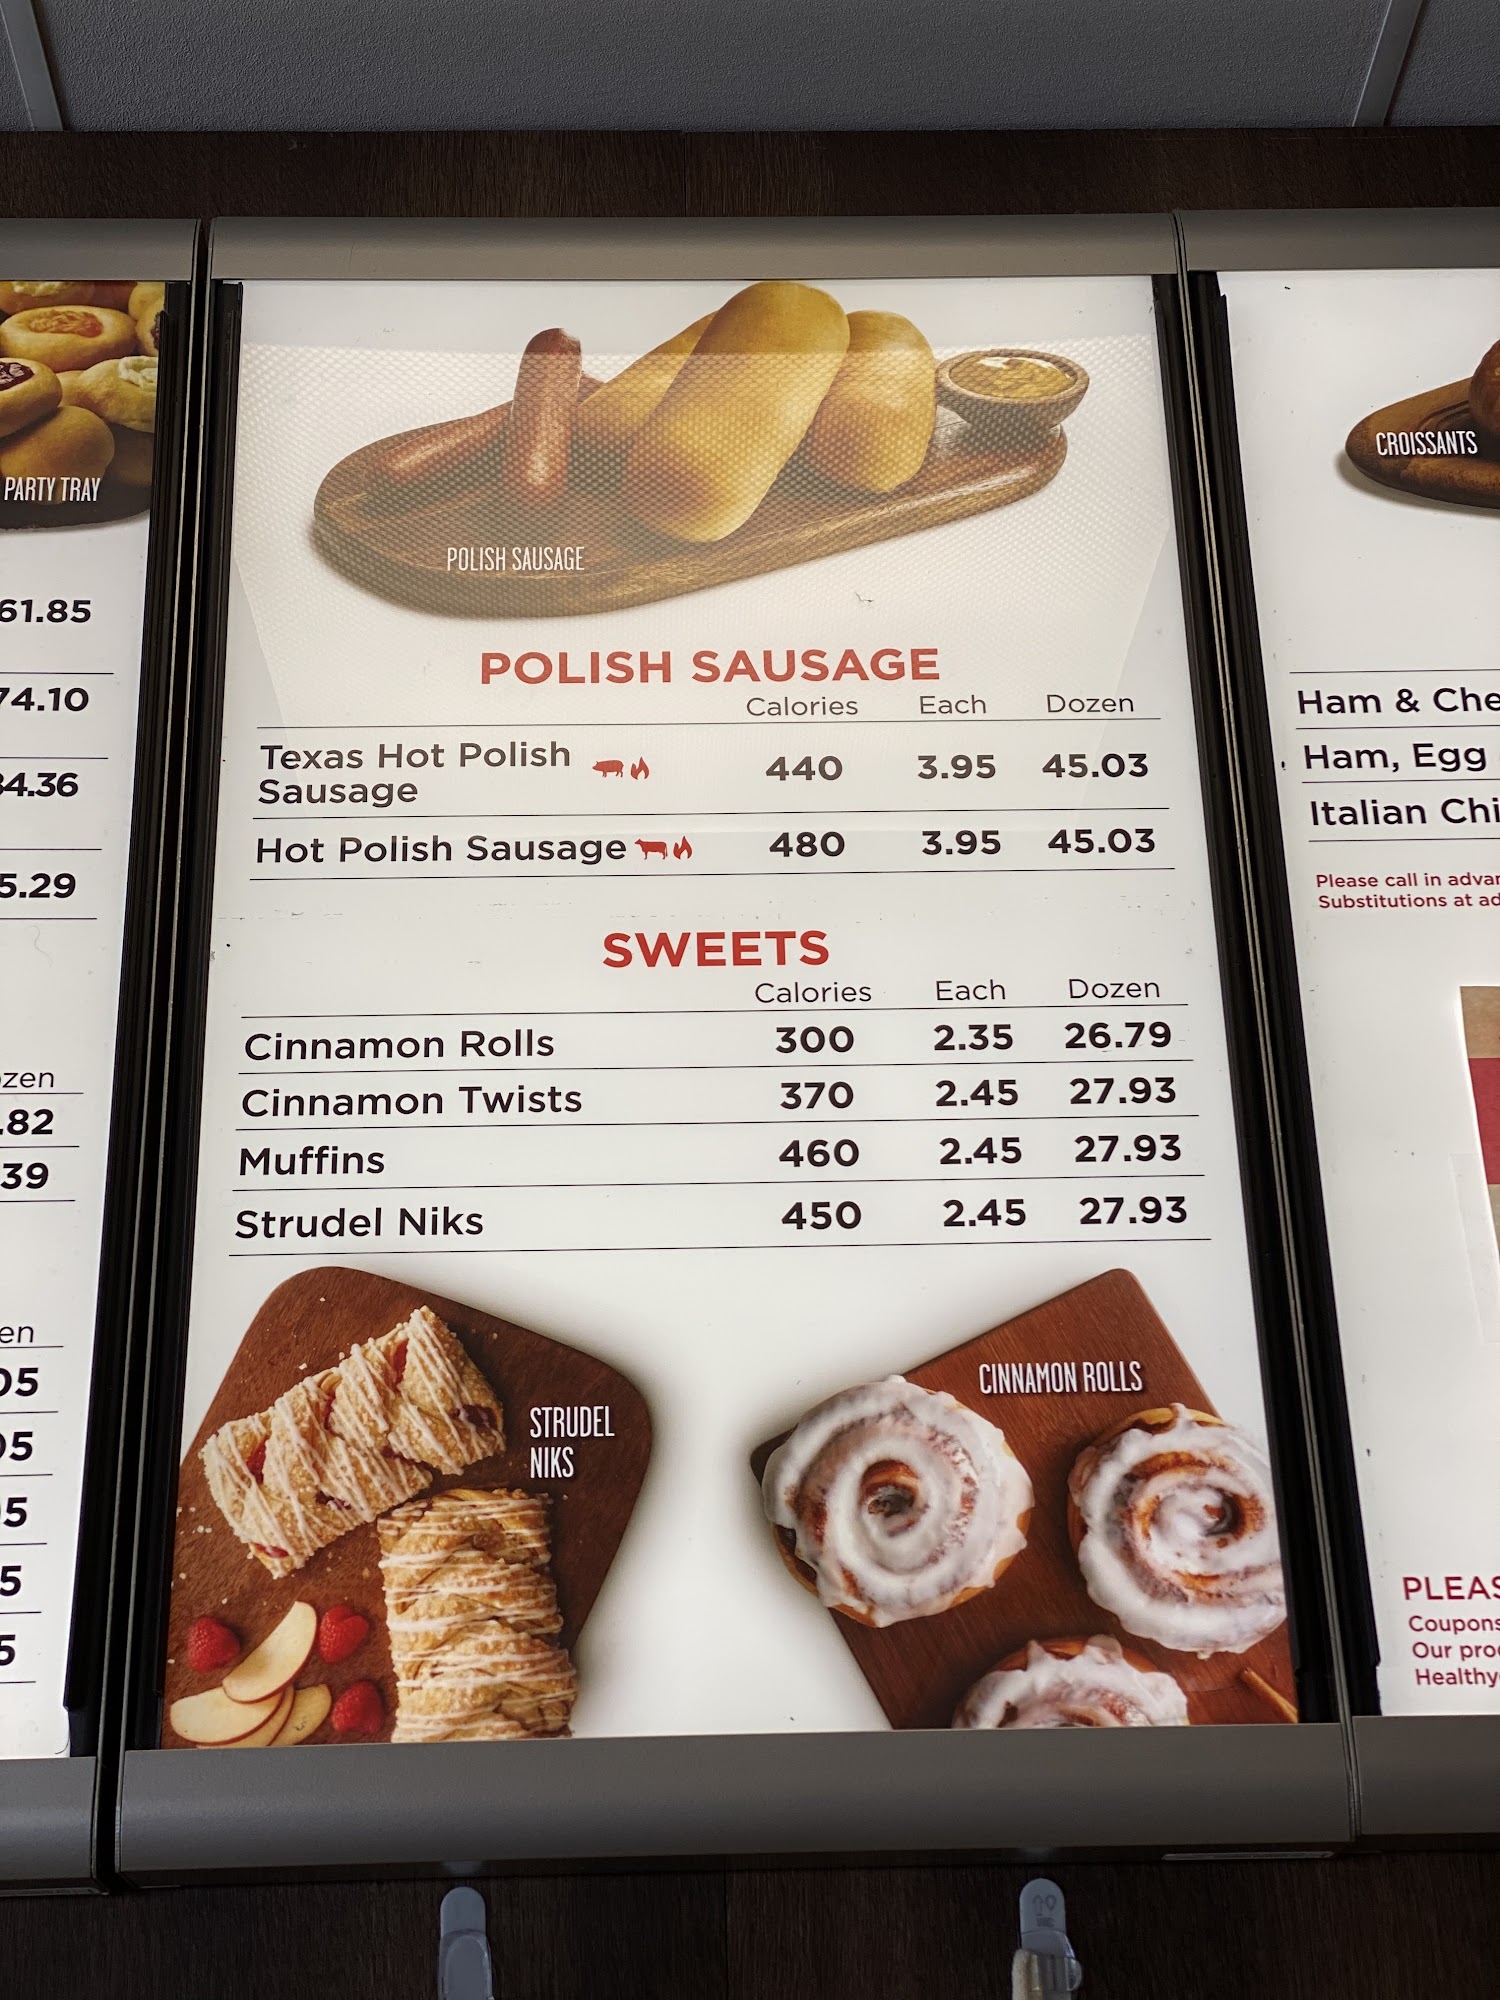 PARTY TRAY
61.85
74.10
34.36
5.29
zen
.82
39
en
05
05
5
5
5
POLISH SAUSAGE
POLISH SAUSAGE
Calories Each Dozen
Texas Hot Polish
Sausage 440 3.95 45.03
Hot Polish Sausage 480 3.95 45.03
SWEETS
Calories Each Dozen
Cinnamon Rolls 300 2.35 26.79
Cinnamon Twists 370 2.45 27.93
Muffins 460 2.45 27.93
Strudel Niks 450 2.45 27.93
STRUDEL
NIKS
CINNAMON ROLLS
CROISSANTS
Ham & Che
Ham, Egg
Italian Chi
Please call in advan
Substitutions at ad
PLEAS
Coupons
Our pro
Healthy